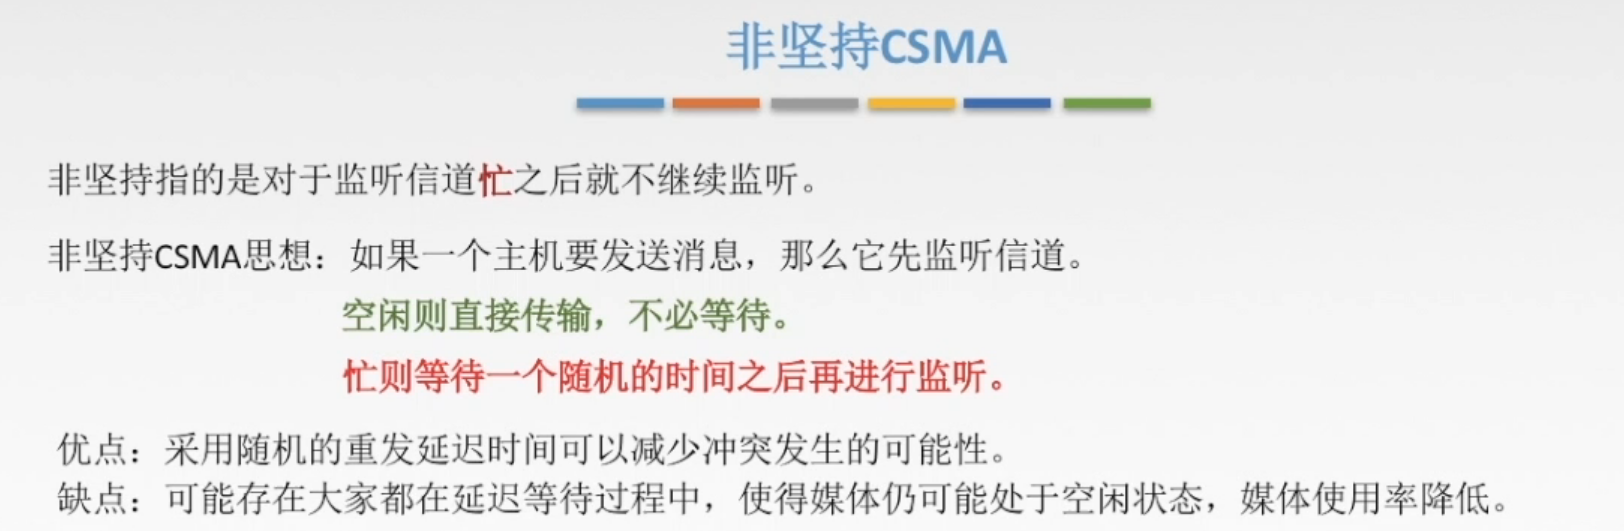 非坚持CSMA
非坚持指的是对于监听信道忙之后就不继续监听。
非坚持CSMA思想：如果一个主机要发送消息，那么它先监听信道。
空闲则直接传输，不必等待。
忙则等待一个随机的时间之后再进行监听。
优点：采用随机的重发延迟时间可以减少冲突发生的可能性。
缺点：可能存在大家都在延迟等待过程中，使得媒体仍可能处于空闲状态，媒体使用率降低。